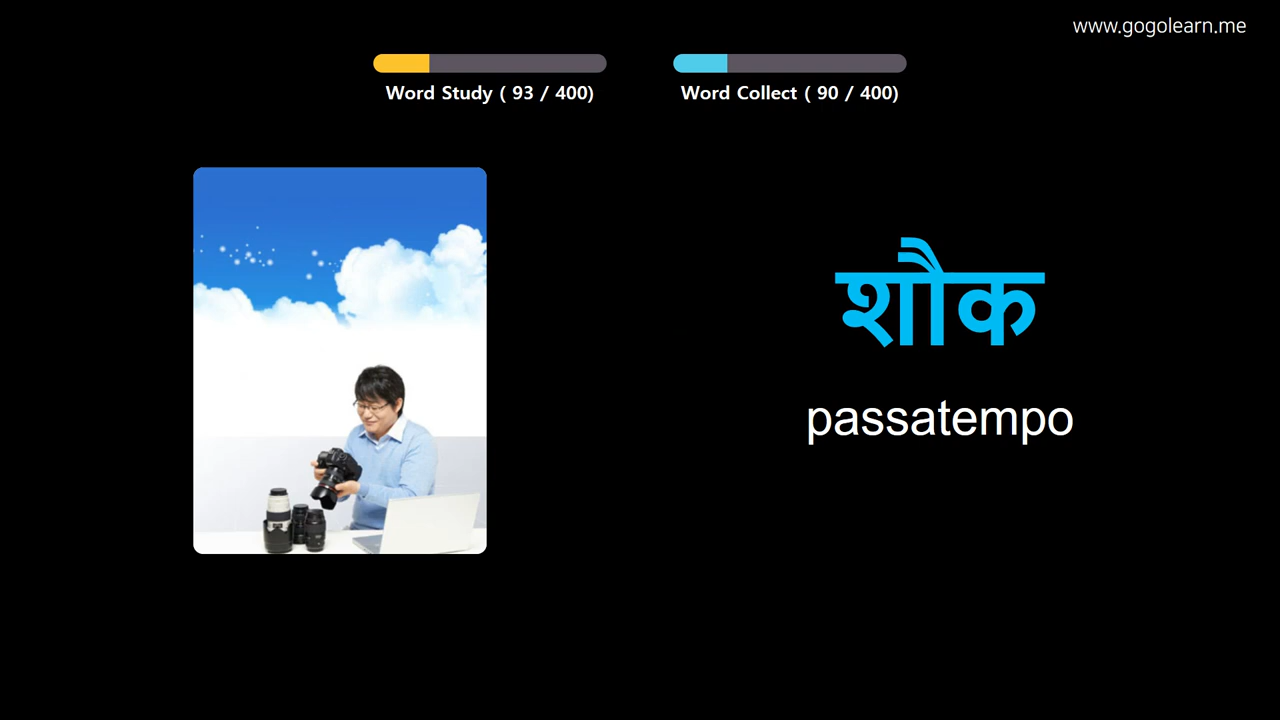 www.gogolearn.me
Word Study ( 93 / 400)
Word Collect ( 90 / 400)
शौक
passatempo